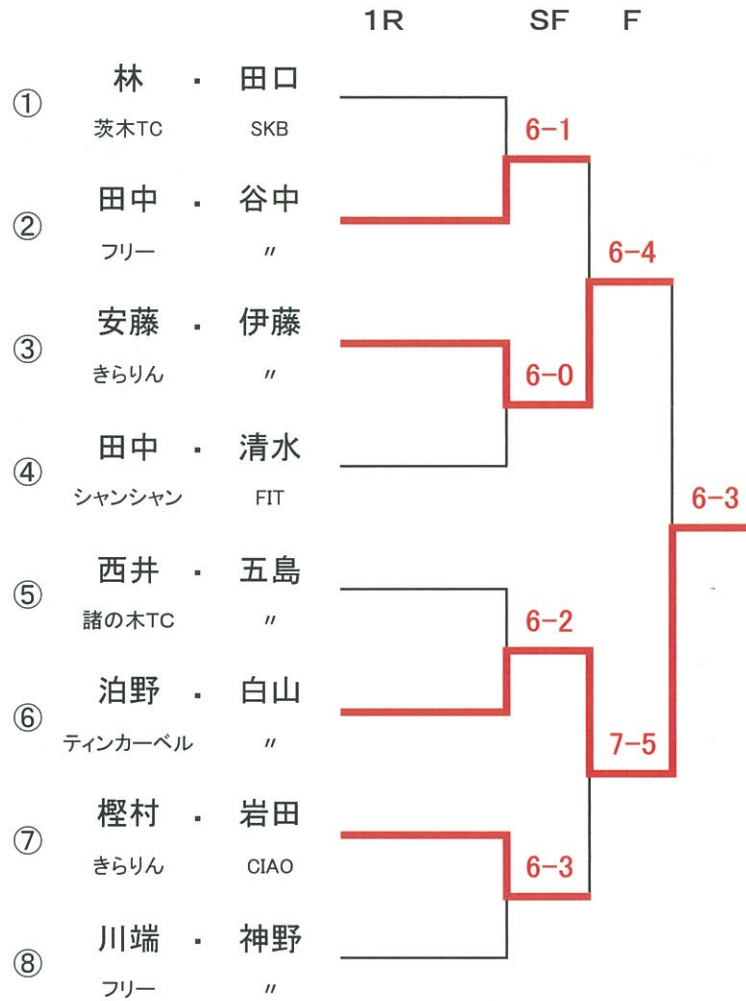 1R SF F
① 林 ・ 田口
茨木TC SKB
6-1
② 田中 ・ 谷中
フリー 〃
6-4
③ 安藤 ・ 伊藤
きらりん 〃
6-0
④ 田中 ・ 清水
シャンシャン FIT
6-3
⑤ 西井 ・ 五島
諸の木TC 〃
6-2
⑥ 泊野 ・ 白山
ティンカーベル 〃
7-5
⑦ 樫村 ・ 岩田
きらりん CIAO
6-3
⑧ 川端 ・ 神野
フリー 〃